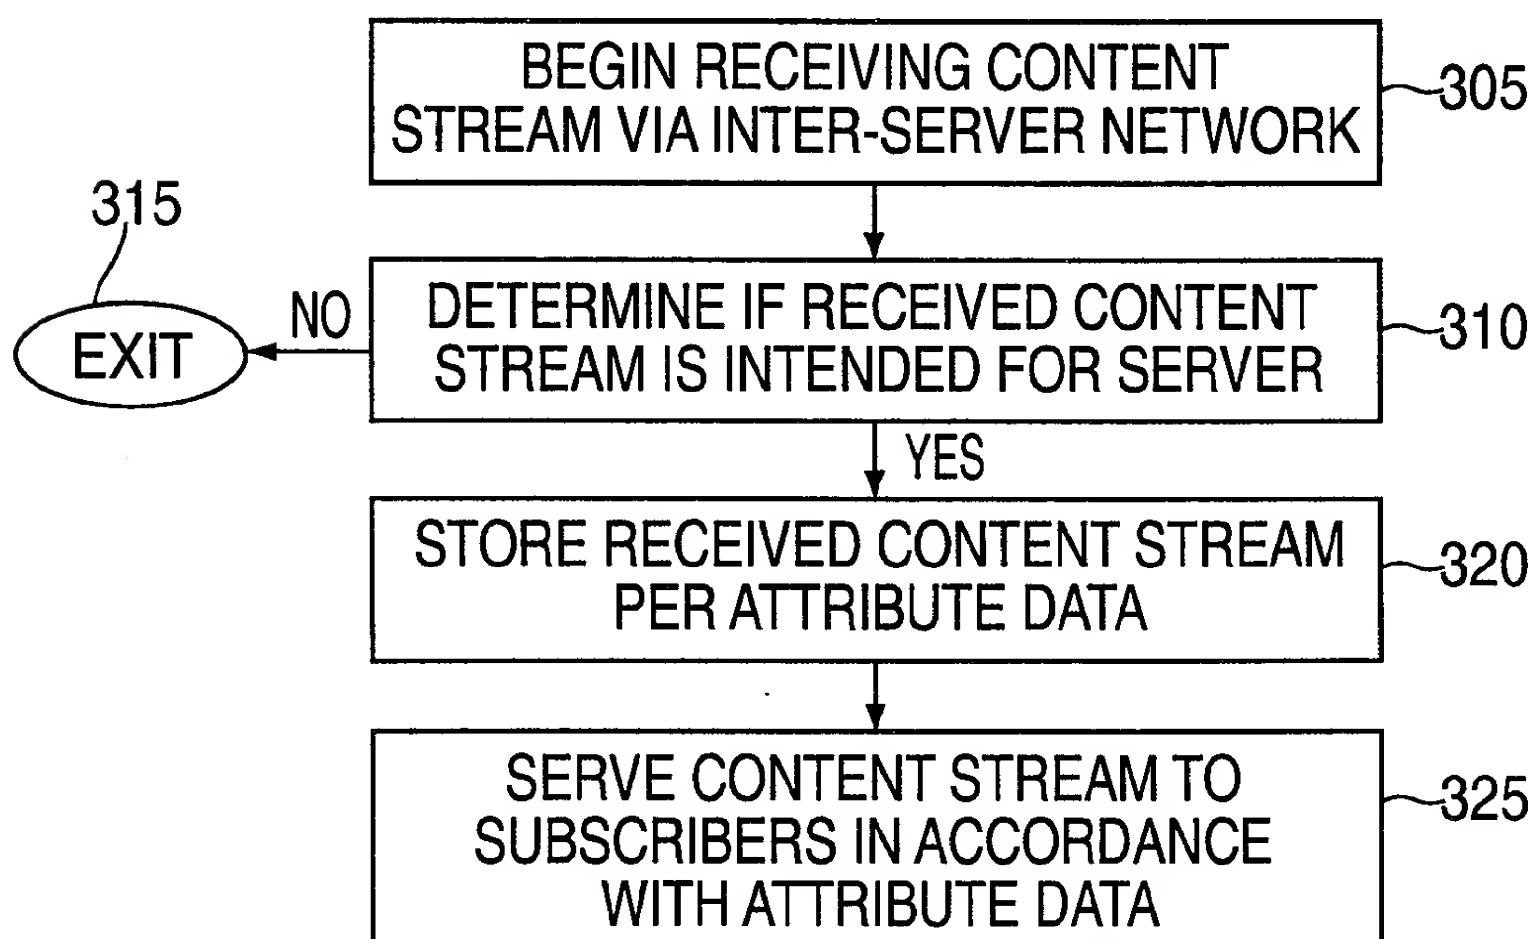 BEGIN RECEIVING CONTENT
STREAM VIA INTER-SERVER NETWORK
305
315
NO
EXIT
DETERMINE IF RECEIVED CONTENT
STREAM IS INTENDED FOR SERVER
310
YES
STORE RECEIVED CONTENT STREAM
PER ATTRIBUTE DATA
320
SERVE CONTENT STREAM TO
SUBSCRIBERS IN ACCORDANCE
WITH ATTRIBUTE DATA
325